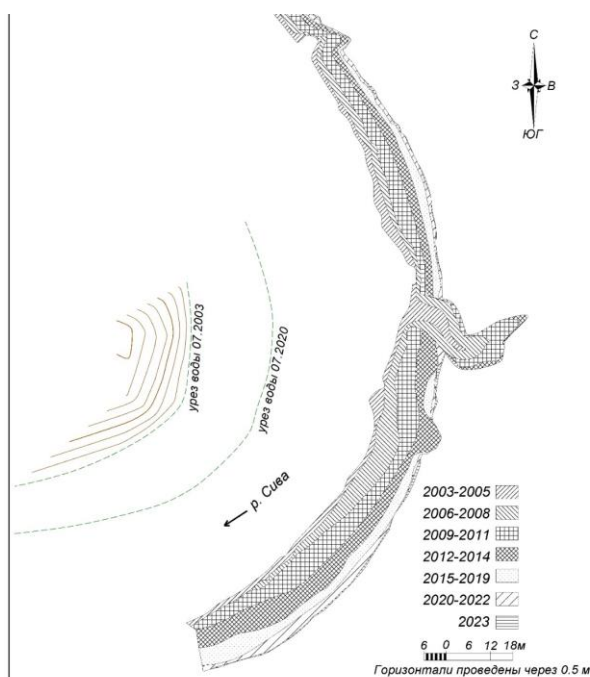 С
З В
ЮГ
урез воды 07.2003
урез воды 07.2020
р. Сива
2003-2005
2006-2008
2009-2011
2012-2014
2015-2019
2020-2022
2023
6 0 6 12 18м
Горизонтали проведены через 0.5 м